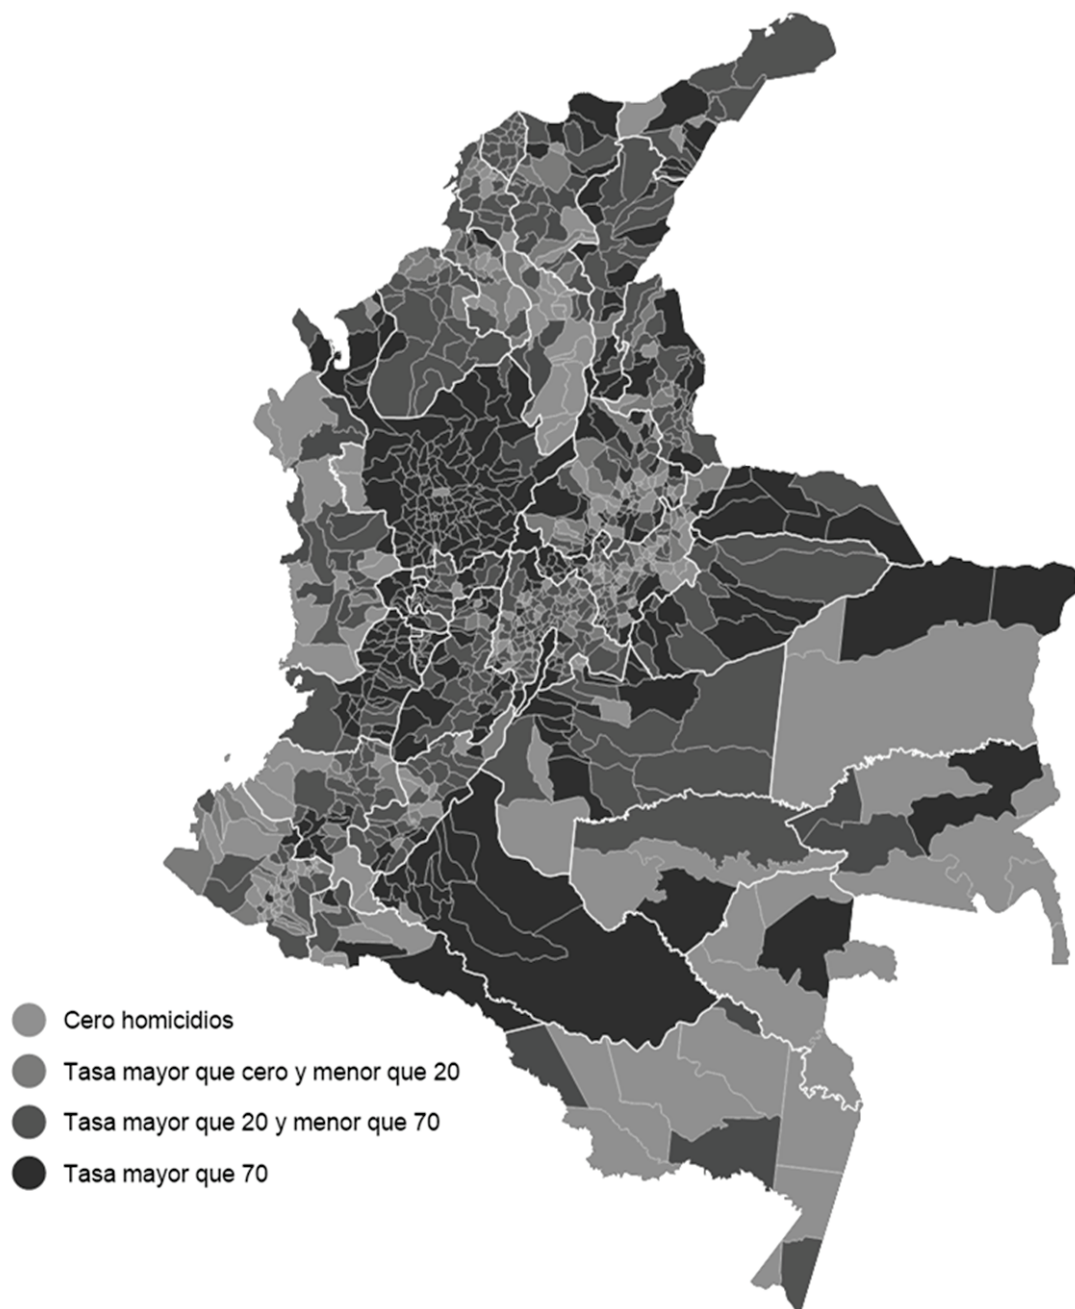 Cero homicidios
Tasa mayor que cero y menor que 20
Tasa mayor que 20 y menor que 70
Tasa mayor que 70